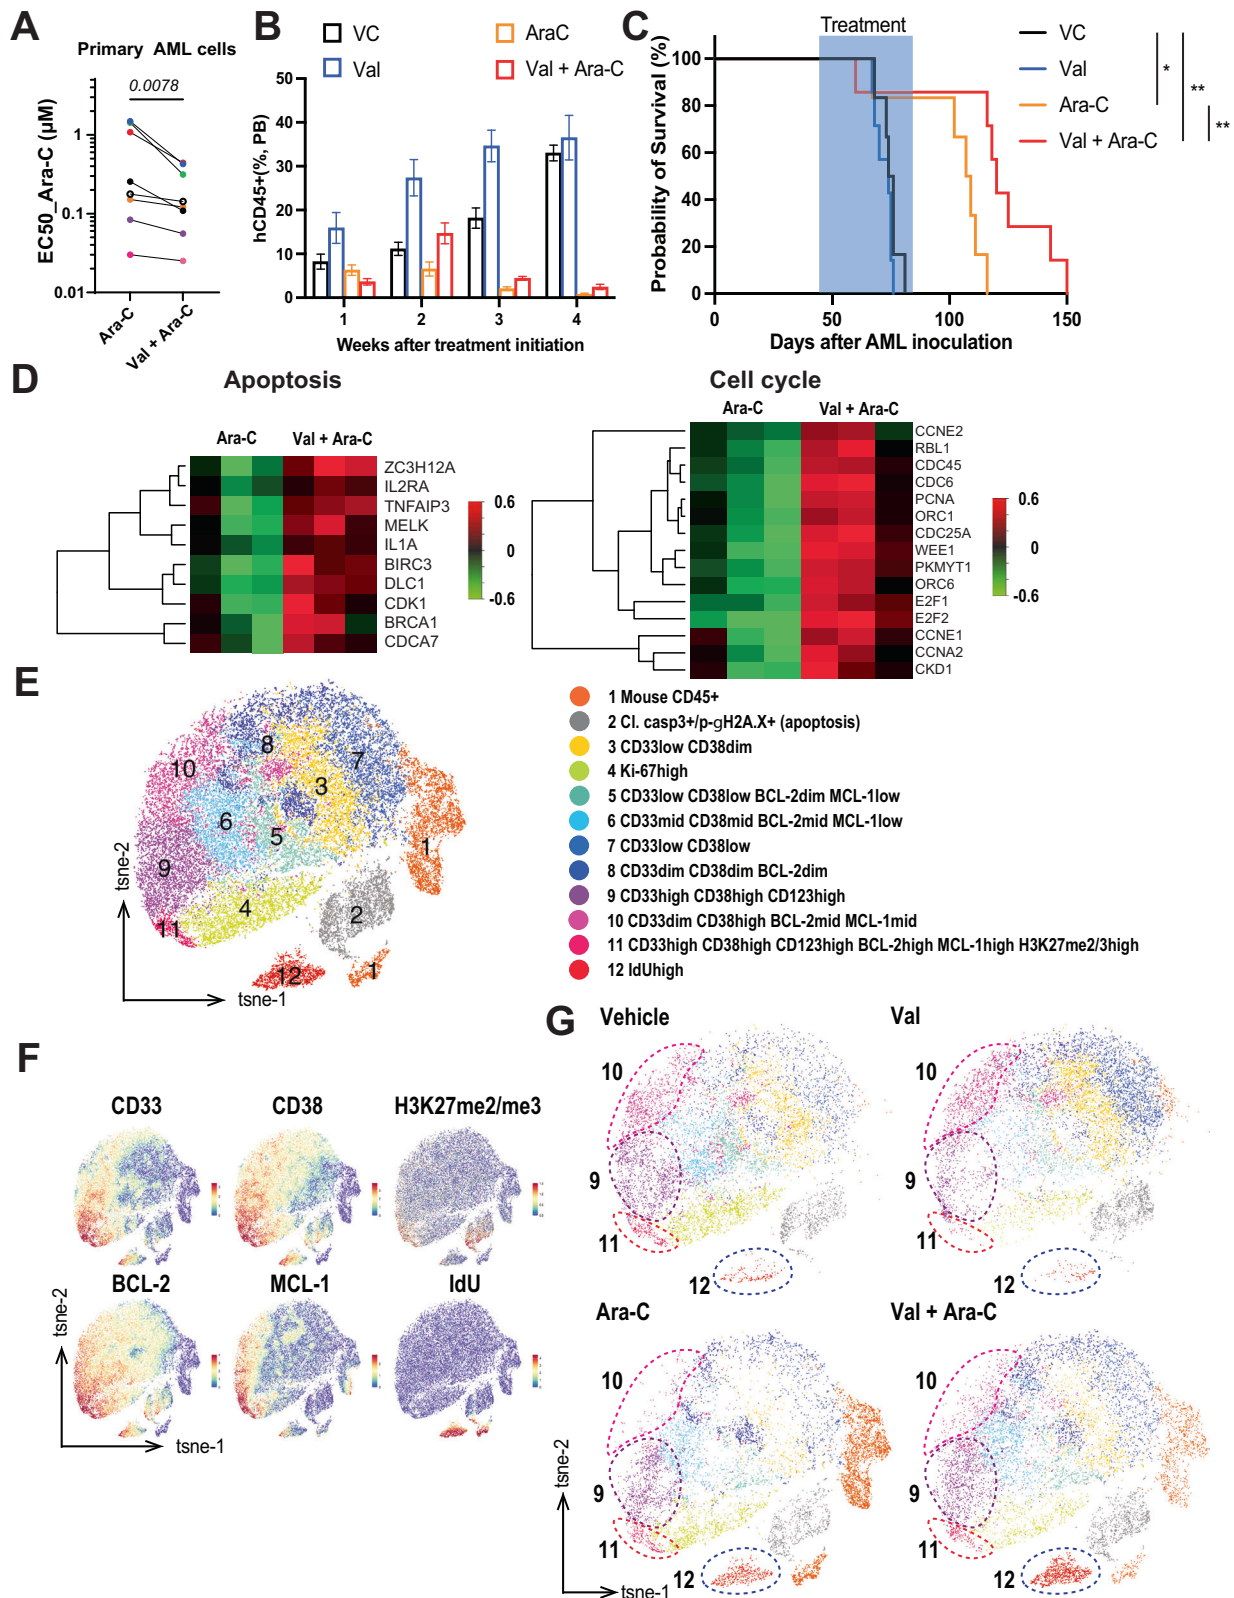 A
Primary AML cells
0.0078
EC50_Ara-C (µM)
1
0.1
0.01
Ara-C
Val + Ara-C
B
VC
AraC
Val
Val + Ara-C
hCD45+(%, PB)
50
40
30
20
10
0
1 2 3 4
Weeks after treatment initiation
C
Treatment
VC
Val
Ara-C
Val + Ara-C
*
**
**
Probability of Survival (%)
100
80
60
40
20
0
0 50 100 150
Days after AML inoculation
D
Apoptosis
Ara-C Val + Ara-C
ZC3H12A
IL2RA
TNFAIP3
MELK
IL1A
BIRC3
DLC1
CDK1
BRCA1
CDCA7
0.6
0
-0.6
Cell cycle
Ara-C Val + Ara-C
CCNE2
RBL1
CDC45
CDC6
PCNA
ORC1
CDC25A
WEE1
PKMYT1
ORC6
E2F1
E2F2
CCNE1
CCNA2
CKD1
0.6
0
-0.6
E
8
7
10
3
6
5
1
9
4
2
11
12
1
tsne-2
tsne-1
1 Mouse CD45+
2 Cl. casp3+/p-gH2A.X+ (apoptosis)
3 CD33low CD38dim
4 Ki-67high
5 CD33low CD38low BCL-2dim MCL-1low
6 CD33mid CD38mid BCL-2mid MCL-1low
7 CD33low CD38low
8 CD33dim CD38dim BCL-2dim
9 CD33high CD38high CD123high
10 CD33dim CD38high BCL-2mid MCL-1mid
11 CD33high CD38high CD123high BCL-2high MCL-1high H3K27me2/3high
12 IdUhigh
F
CD33 CD38 H3K27me2/me3
BCL-2 MCL-1 IdU
tsne-2
tsne-1
G
Vehicle
10
9
11
12
Val
10
9
11
12
Ara-C
10
9
11
12
Val + Ara-C
10
9
11
12
tsne-2
tsne-1